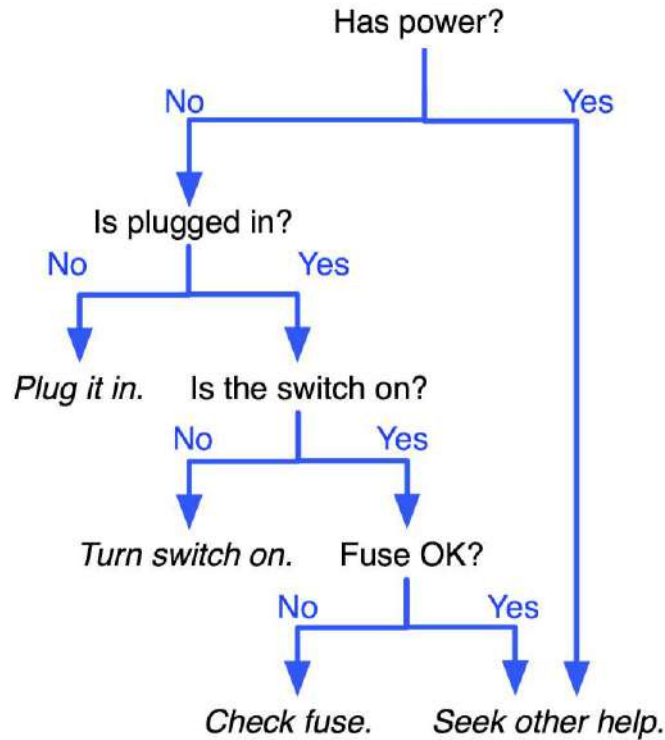 Has power?
No Yes
Is plugged in?
No Yes
Plug it in. Is the switch on?
No Yes
Turn switch on. Fuse OK?
No Yes
Check fuse. Seek other help.